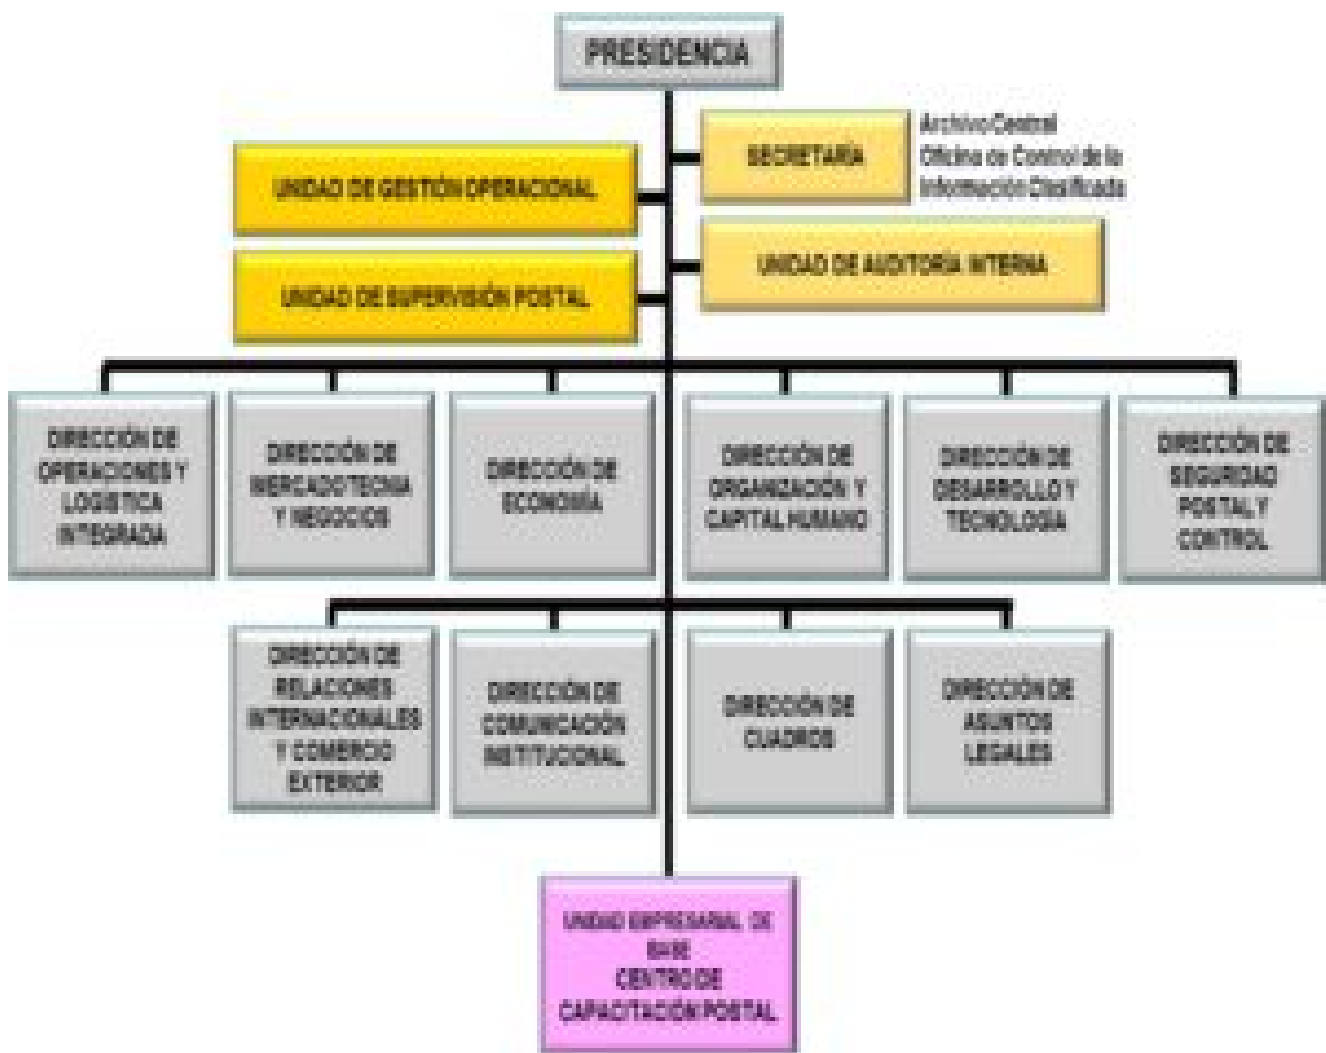 PRESIDENCIA
SECRETARÍA
Archivo Central
Oficina de Control de la
Información Clasificada
UNIDAD DE GESTIÓN OPERACIONAL
UNIDAD DE AUDITORÍA INTERNA
UNIDAD DE SUPERVISIÓN POSTAL
DIRECCIÓN DE
OPERACIONES Y
LOGÍSTICA
INTEGRADA
DIRECCIÓN DE
MERCADOTECNIA
Y NEGOCIOS
DIRECCIÓN DE
ECONOMÍA
DIRECCIÓN DE
ORGANIZACIÓN Y
CAPITAL HUMANO
DIRECCIÓN DE
DESARROLLO Y
TECNOLOGÍA
DIRECCIÓN DE
SEGURIDAD
POSTAL Y
CONTROL
DIRECCIÓN DE
RELACIONES
INTERNACIONALES
Y COMERCIO
EXTERIOR
DIRECCIÓN DE
COMUNICACIÓN
INSTITUCIONAL
DIRECCIÓN DE
CUADROS
DIRECCIÓN DE
ASUNTOS
LEGALES
UNIDAD EMPRESARIAL DE
BASE
CENTRO DE
CAPACITACIÓN POSTAL